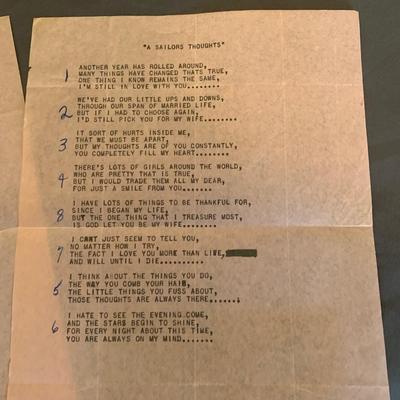 "A SAILORS THOUGHTS"
1
ANOTHER YEAR HAS ROLLED AROUND,
MANY THINGS HAVE CHANGED THATS TRUE,
ONE THING I KNOW REMAINS THE SAME,
I'M STILL IN LOVE WITH YOU........
2
WE'VE HAD OUR LITTLE UPS AND DOWNS,
THROUGH OUR SPAN OF MARRIED LIFE,
BUT IF I HAD TO CHOOSE AGAIN,
I'D STILL PICK YOU FOR MY WIFE........
3
IT SORT OF HURTS INSIDE ME,
THAT WE MUST BE APART,
BUT MY THOUGHTS ARE OF YOU CONSTANTLY,
YOU COMPLETELY FILL MY HEART........
4
THERE'S LOTS OF GIRLS AROUND THE WORLD,
WHO ARE PRETTY THAT IS TRUE,
BUT I WOULD TRADE THEM ALL MY DEAR,
FOR JUST A SMILE FROM YOU.......
8
I HAVE LOTS OF THINGS TO BE THANKFUL FOR,
SINCE I BEGAN MY LIFE,
BUT THE ONE THING THAT I TREASURE MOST,
IS GOD LET YOU BE MY WIFE.......
7
I CANT JUST SEEM TO TELL YOU,
NO MATTER HOW I TRY,
THE FACT I LOVE YOU MORE THAN LIFE,
AND WILL UNTIL I DIE..........
5
I THINK ABOUT THE THINGS YOU DO,
THE WAY YOU COMB YOUR HAIR,
THE LITTLE THINGS YOU FUSS ABOUT,
THOSE THOUGHTS ARE ALWAYS THERE.......
6
I HATE TO SEE THE EVENING COME,
AND THE STARS BEGIN TO SHINE,
FOR EVERY NIGHT ABOUT THIS TIME,
YOU ARE ALWAYS ON MY MIND.......